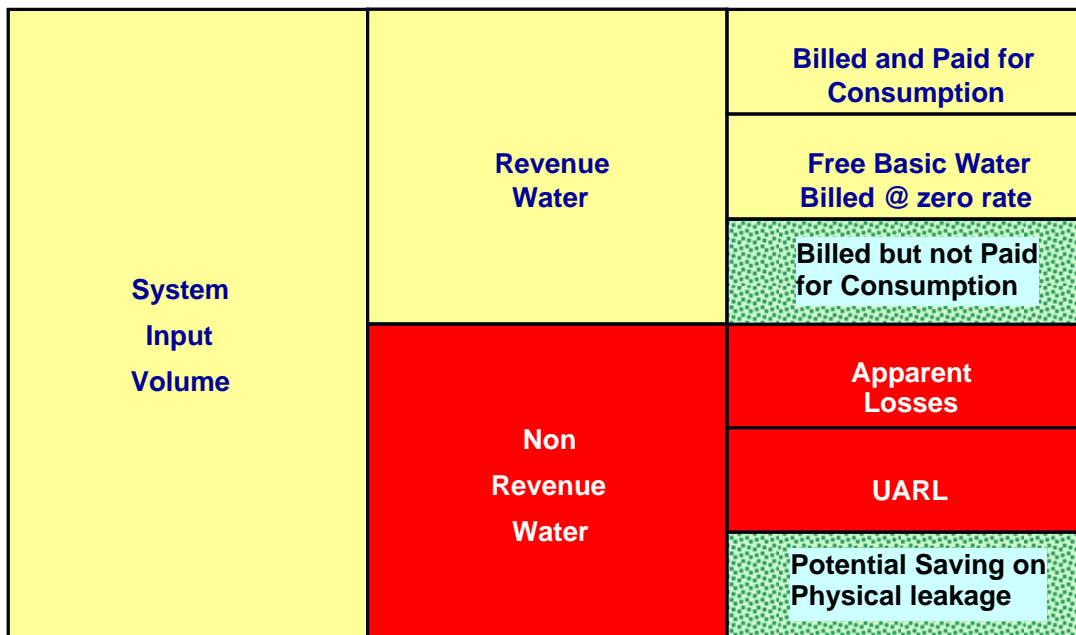 System
Input
Volume
Revenue
Water
Non
Revenue
Water
Billed and Paid for
Consumption
Free Basic Water
Billed @ zero rate
Billed but not Paid
for Consumption
Apparent
Losses
UARL
Potential Saving on
Physical leakage